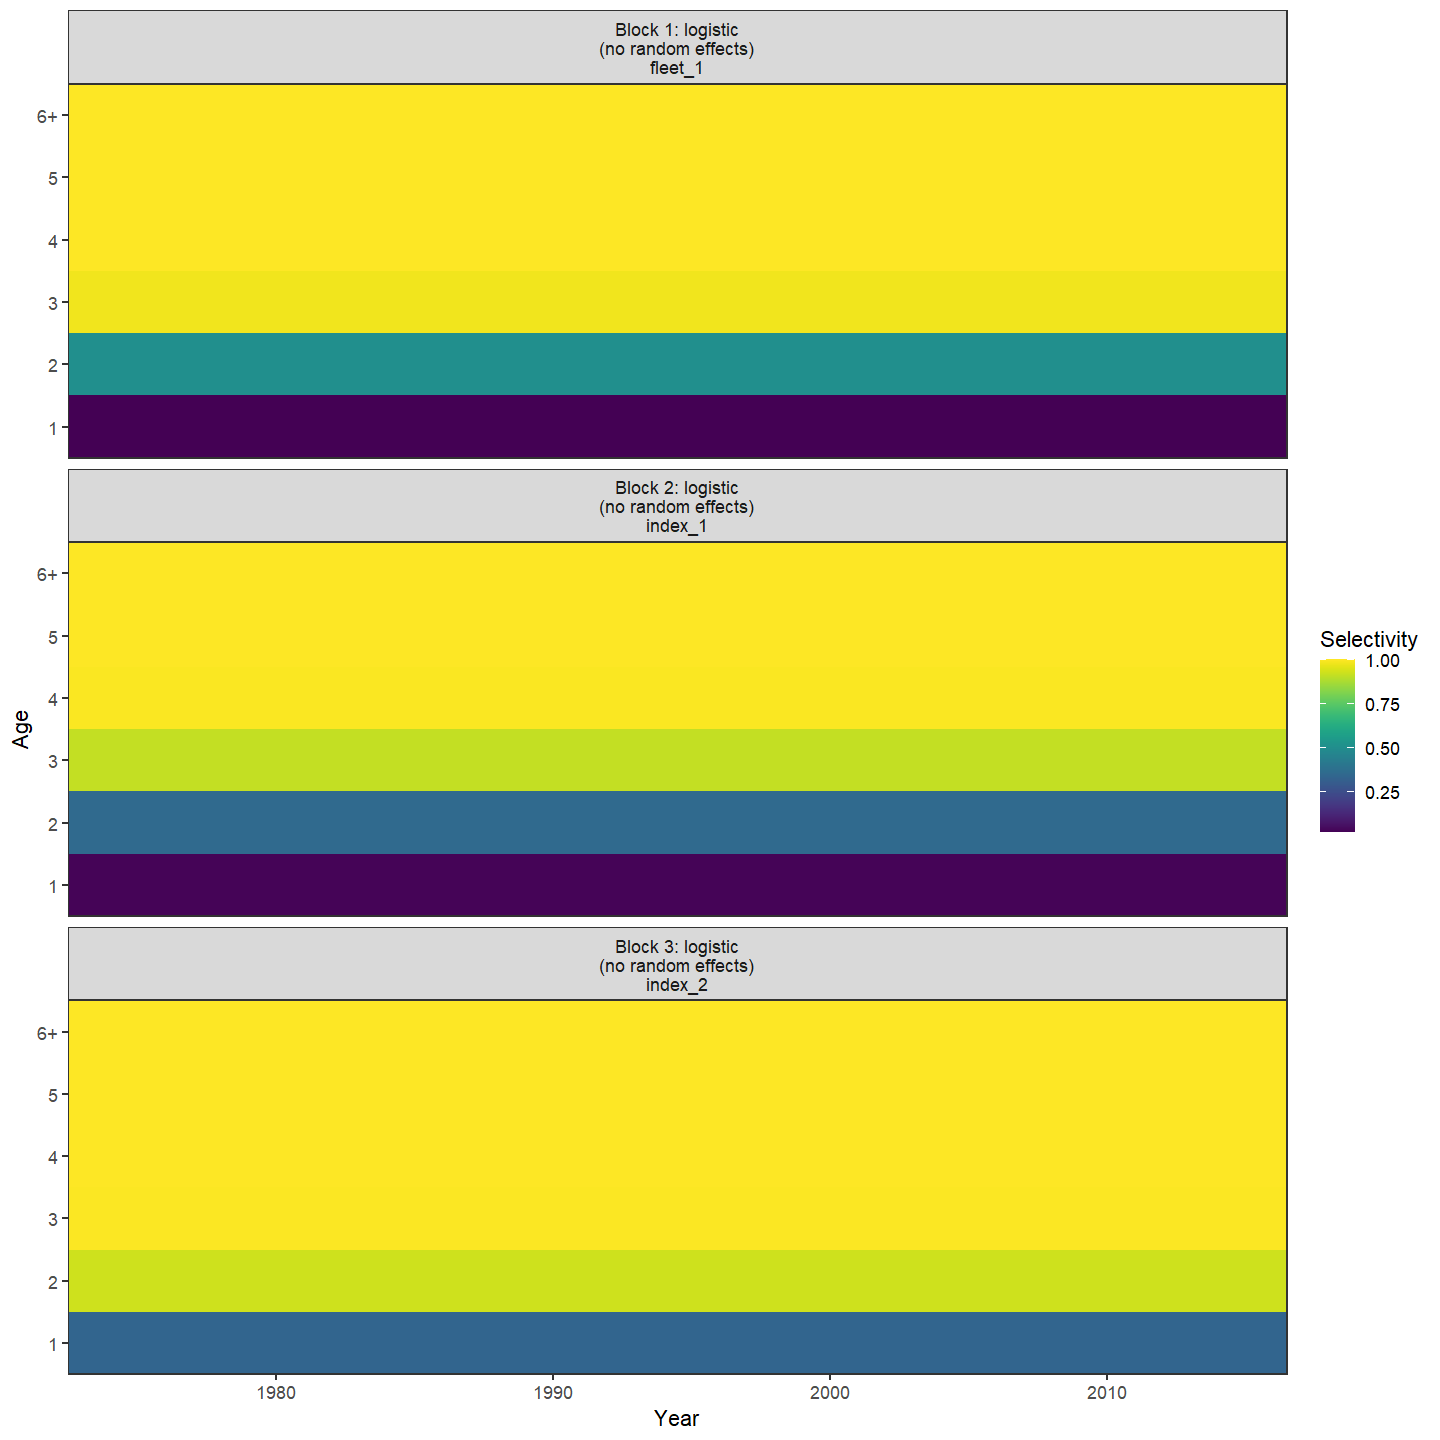 Block 1: logistic
(no random effects)
fleet_1
6+
5
4
3
2
1
Block 2: logistic
(no random effects)
index_1
6+
5
4
3
2
1
Block 3: logistic
(no random effects)
index_2
6+
5
4
3
2
1
1980 1990 2000 2010
Year
Age
Selectivity
1.00
0.75
0.50
0.25